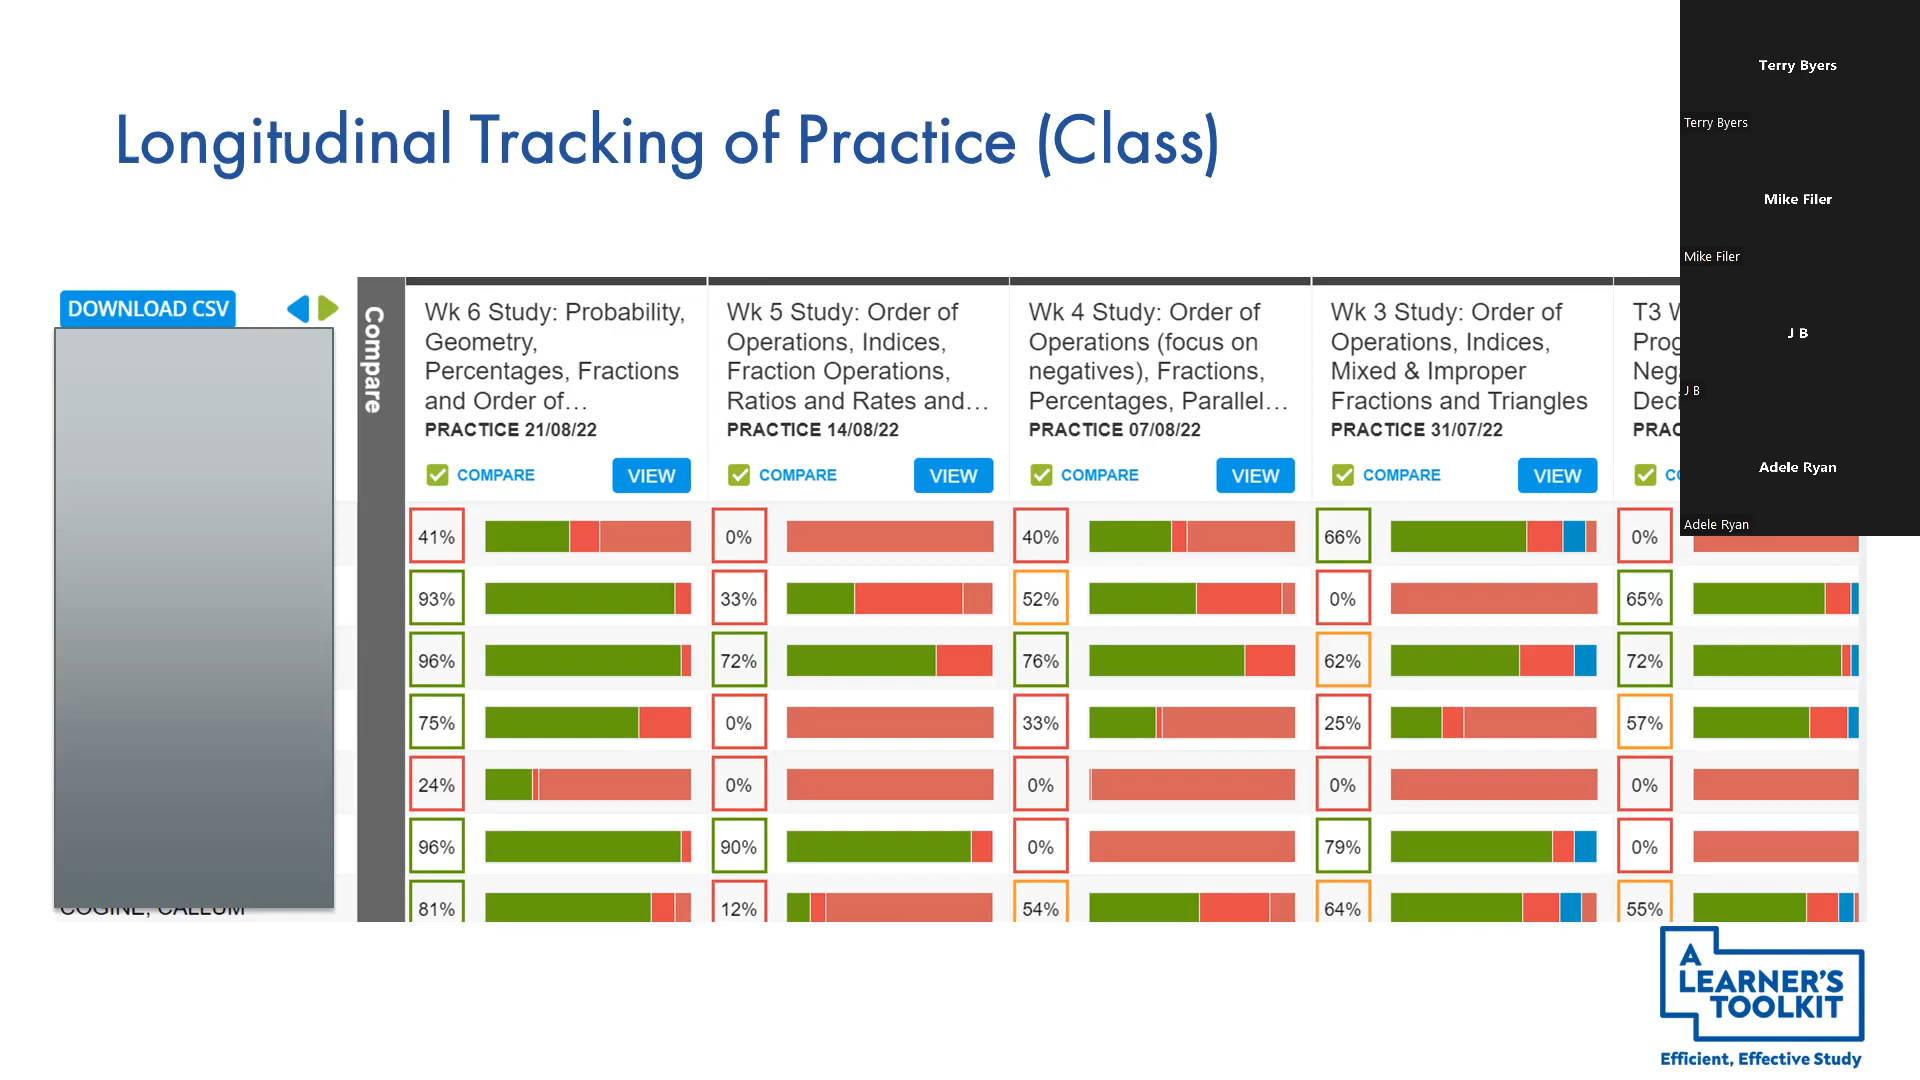 Longitudinal Tracking of Practice (Class)
Terry Byers
Terry Byers
Mike Filer
Mike Filer
J B
J B
Adele Ryan
Adele Ryan
DOWNLOAD CSV
Compare
Wk 6 Study: Probability,
Geometry,
Percentages, Fractions
and Order of…
PRACTICE 21/08/22
COMPARE
VIEW
Wk 5 Study: Order of
Operations, Indices,
Fraction Operations,
Ratios and Rates and…
PRACTICE 14/08/22
COMPARE
VIEW
Wk 4 Study: Order of
Operations (focus on
negatives), Fractions,
Percentages, Parallel…
PRACTICE 07/08/22
COMPARE
VIEW
Wk 3 Study: Order of
Operations, Indices,
Mixed & Improper
Fractions and Triangles
PRACTICE 31/07/22
COMPARE
VIEW
T3
41% 0% 40% 66% 0%
93% 33% 52% 0% 65%
96% 72% 76% 62% 72%
75% 0% 33% 25% 57%
24% 0% 0% 0% 0%
96% 90% 0% 79% 0%
81% 12% 54% 64% 55%
A
LEARNER'S
TOOLKIT
Efficient, Effective Study